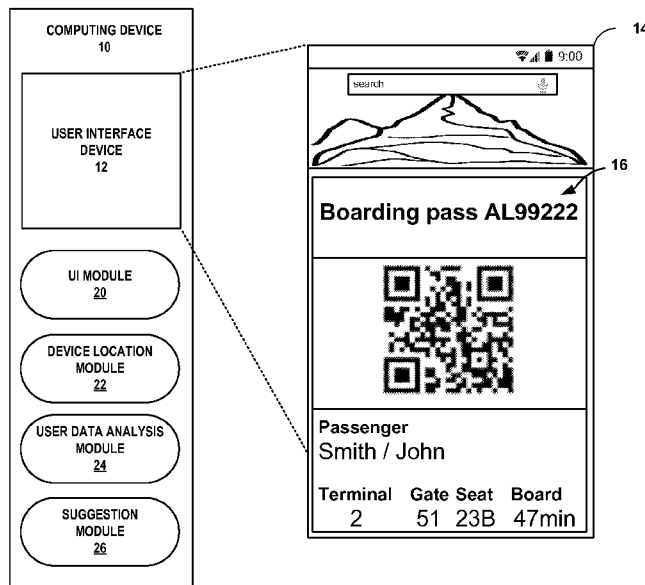 COMPUTING DEVICE
10
USER INTERFACE
DEVICE
12
UI MODULE
20
DEVICE LOCATION
MODULE
22
USER DATA ANALYSIS
MODULE
24
SUGGESTION
MODULE
26
14
9:00
search
16
Boarding pass AL99222
Passenger
Smith / John
Terminal Gate Seat Board
2 51 23B 47min